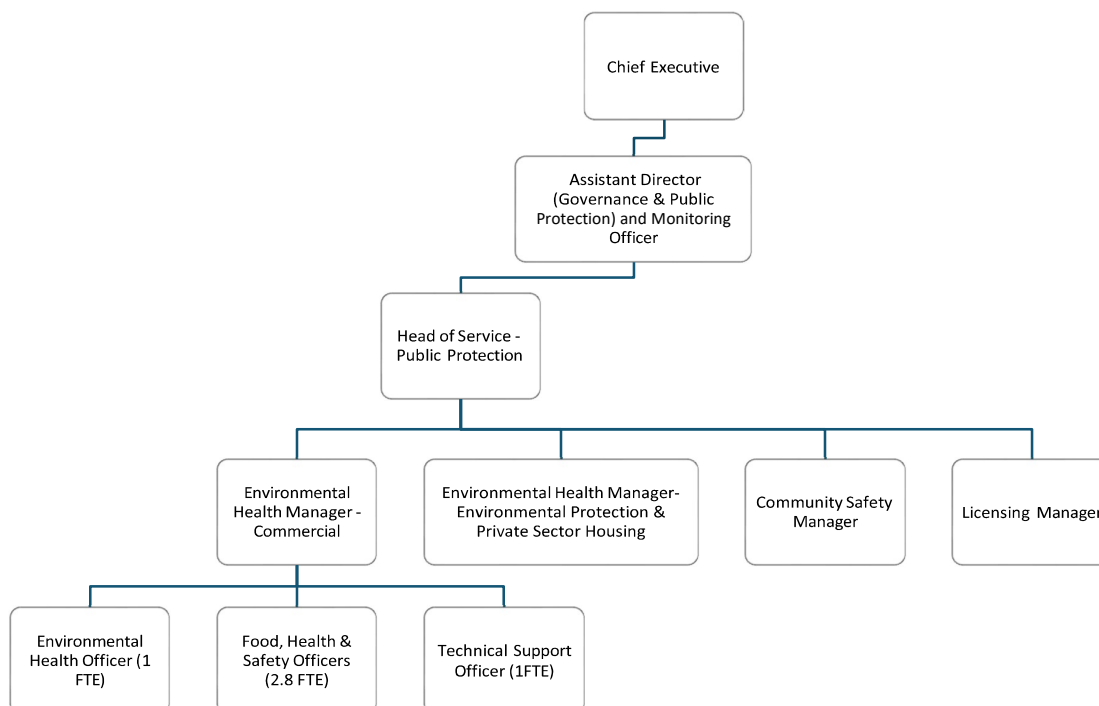 Chief Executive
Assistant Director
(Governance & Public
Protection) and Monitoring
Officer
Head of Service -
Public Protection
Environmental
Health Manager -
Commercial
Environmental Health Manager-
Environmental Protection &
Private Sector Housing
Community Safety
Manager
Licensing Manager
Environmental
Health Officer (1
FTE)
Food, Health &
Safety Officers
(2.8 FTE)
Technical Support
Officer (1FTE)